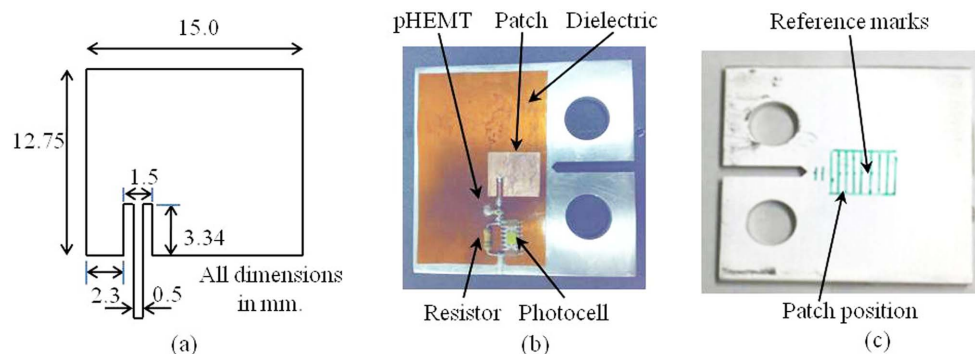 15.0
12.75
1.5
3.34
2.3
0.5
All dimensions
in mm.
(a)
pHEMT Patch Dielectric
Resistor Photocell
(b)
Reference marks
Patch position
(c)